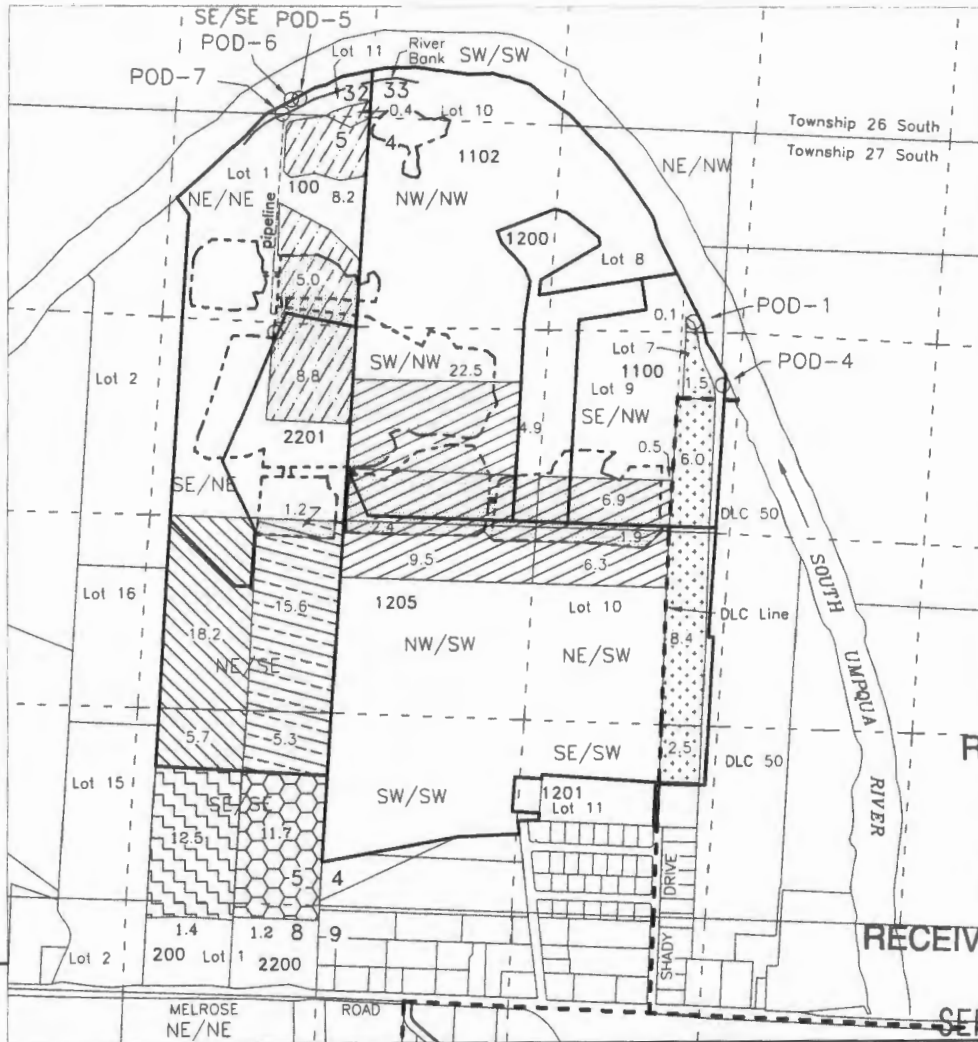 SE/SE POD-5
POD-6
POD-7
Lot 11
River
Bank
SW/SW
32 33
0.4
Lot 10
5 4
1102
Township 26 South
Township 27 South
NE/NW
Lot 1
NE/NE
100
8.2
NW/NW
pipeline
1200
Lot 8
5.0
0.1
POD-1
Lot 7
SW/NW
22.5
1100
POD-4
Lot 2
8.8
Lot 9
1.5
SE/NW
2201
4.9
0.5
6.0
SE/NE
6.9
1.2
DLC 50
2.4
1.9
9.5
6.3
SOUTH
UMPQUA
RIVER
Lot 16
15.6
1205
Lot 10
DLC Line
18.2
NE/SE
NW/SW
NE/SW
8.4
5.7
5.3
SE/SW
2.5
DLC 50
R
Lot 15
SE/SE
SW/SW
1201
Lot 11
12.5
11.7
5 4
SHADY DRIVE
1.4
1.2
8 9
RECEIV
Lot 2
200
Lot 1
2200
MELROSE ROAD
NE/NE
SE